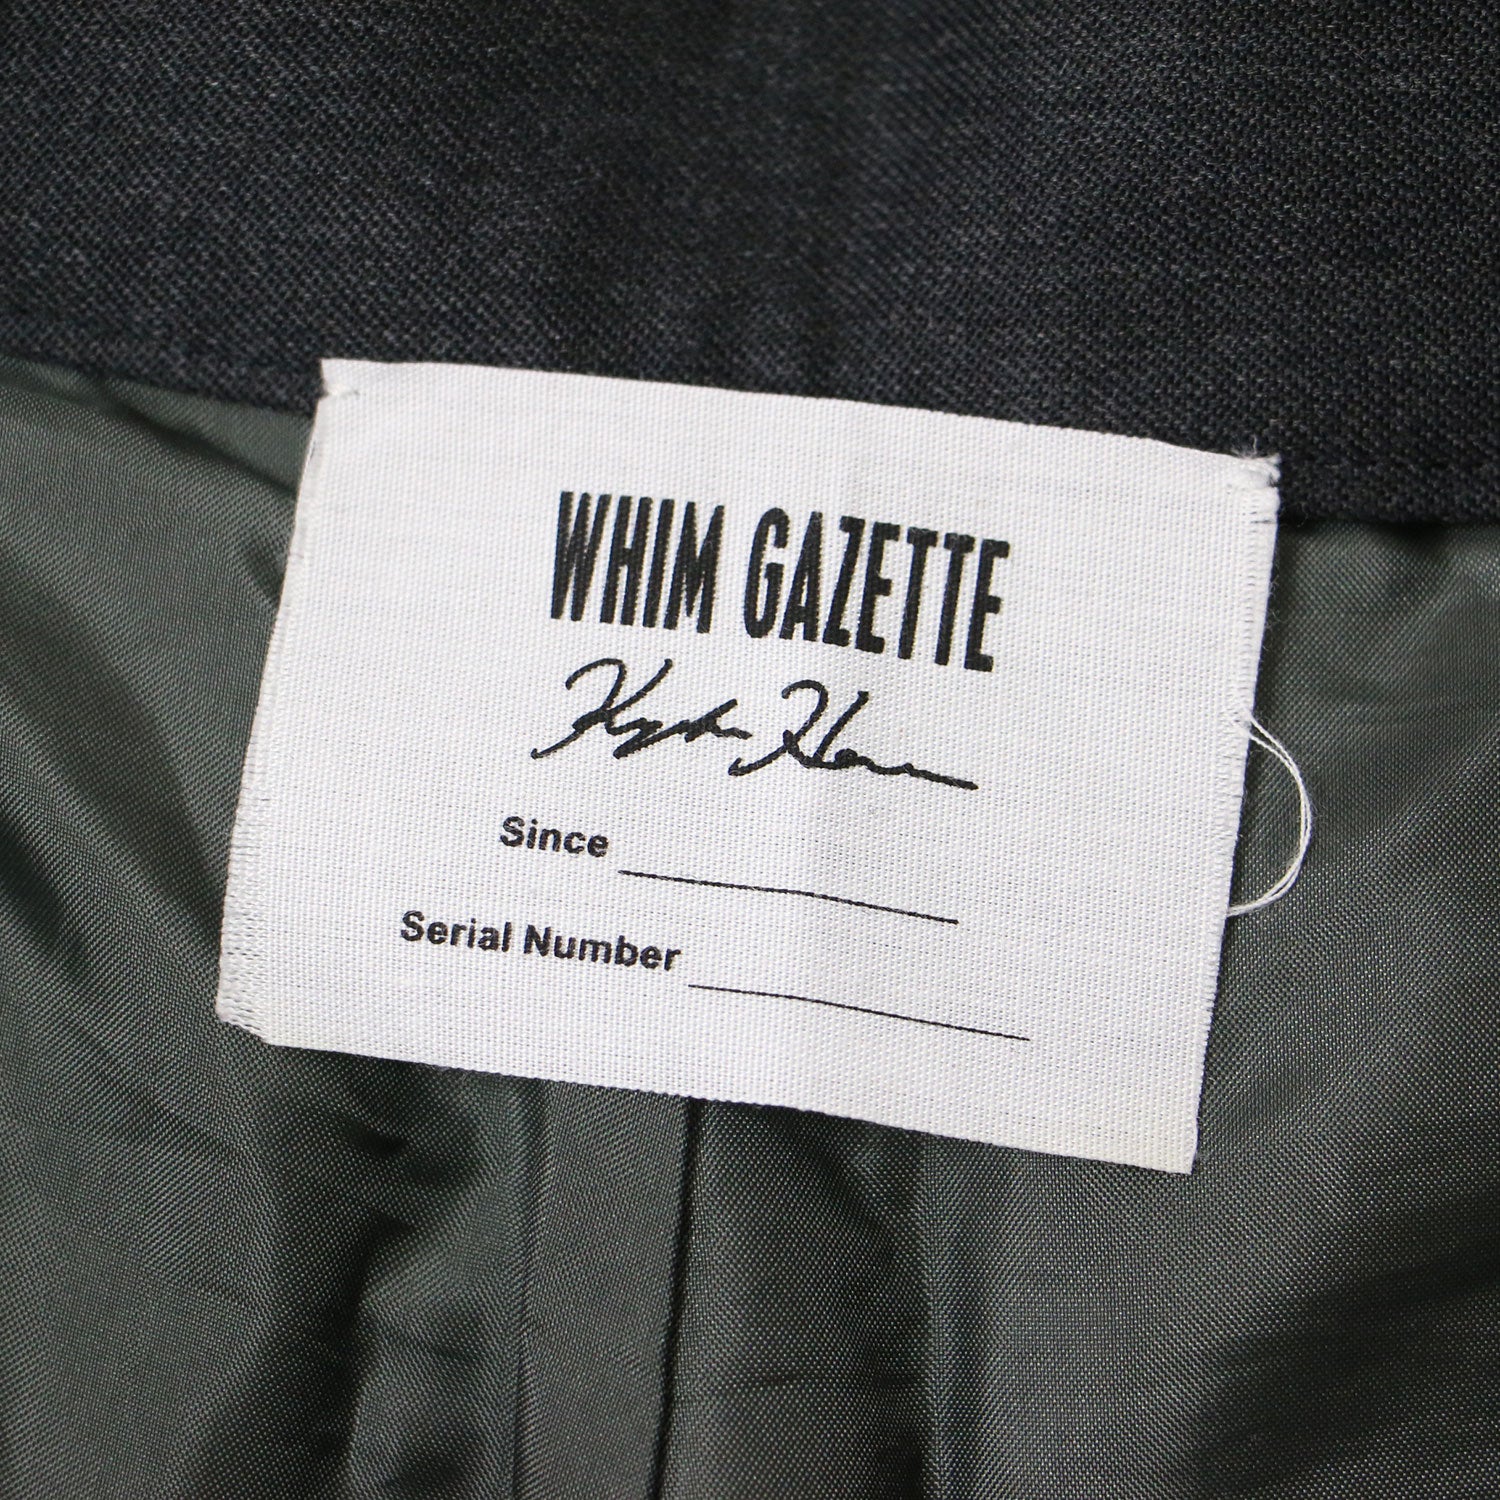 WHIM GAZETTE
Since
Serial Number